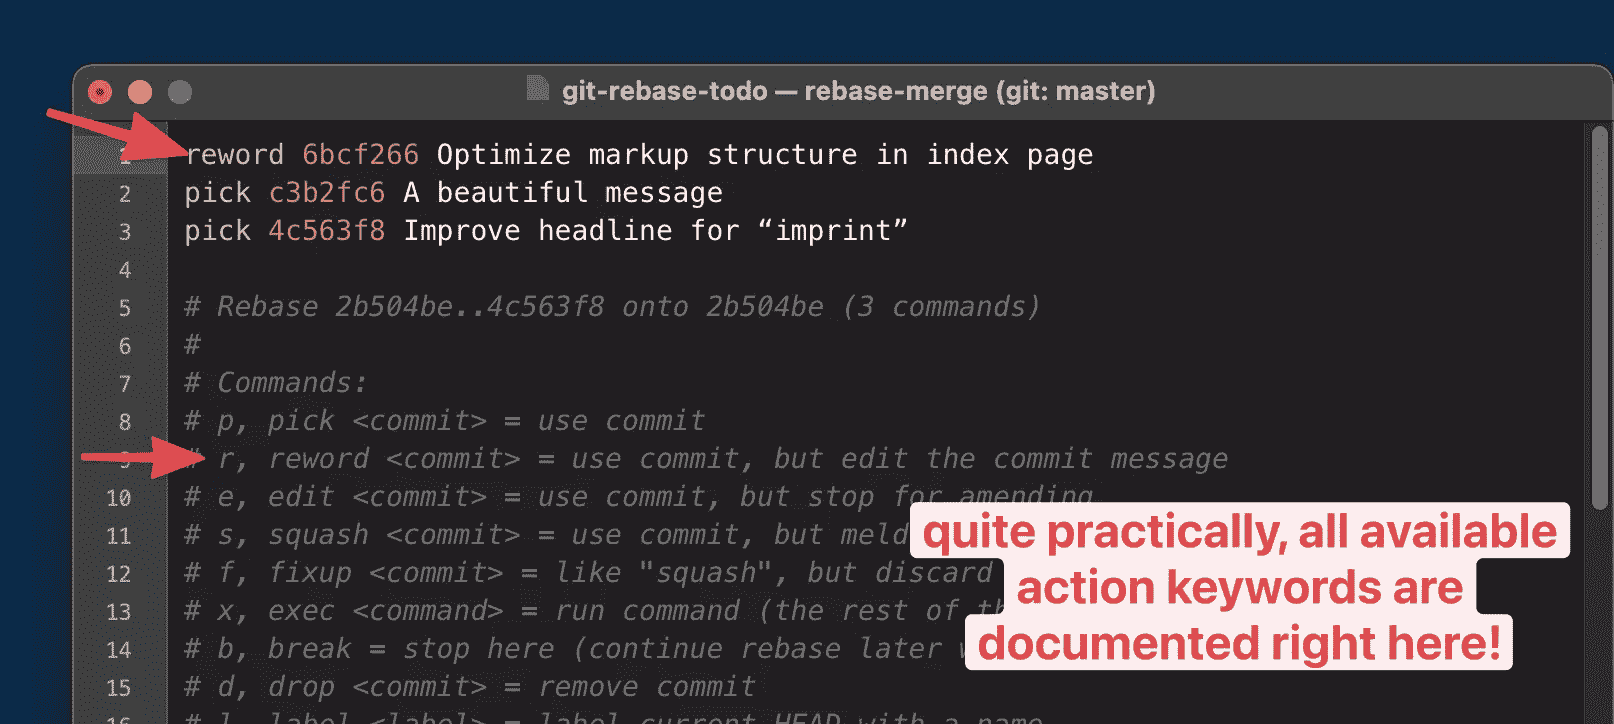 git-rebase-todo — rebase-merge (git: master)
1 reword 6bcf266 Optimize markup structure in index page
2 pick c3b2fc6 A beautiful message
3 pick 4c563f8 Improve headline for “imprint”
4
5 # Rebase 2b504be..4c563f8 onto 2b504be (3 commands)
6 #
7 # Commands:
8 # p, pick <commit> = use commit
9 # r, reword <commit> = use commit, but edit the commit message
10 # e, edit <commit> = use commit, but stop for amending
11 # s, squash <commit> = use commit, but meld
12 # f, fixup <commit> = like "squash", but discard
13 # x, exec <command> = run command (the rest of
14 # b, break = stop here (continue rebase later
15 # d, drop <commit> = remove commit
16 # l, label <label> = label current HEAD with a name
quite practically, all available
action keywords are
documented right here!